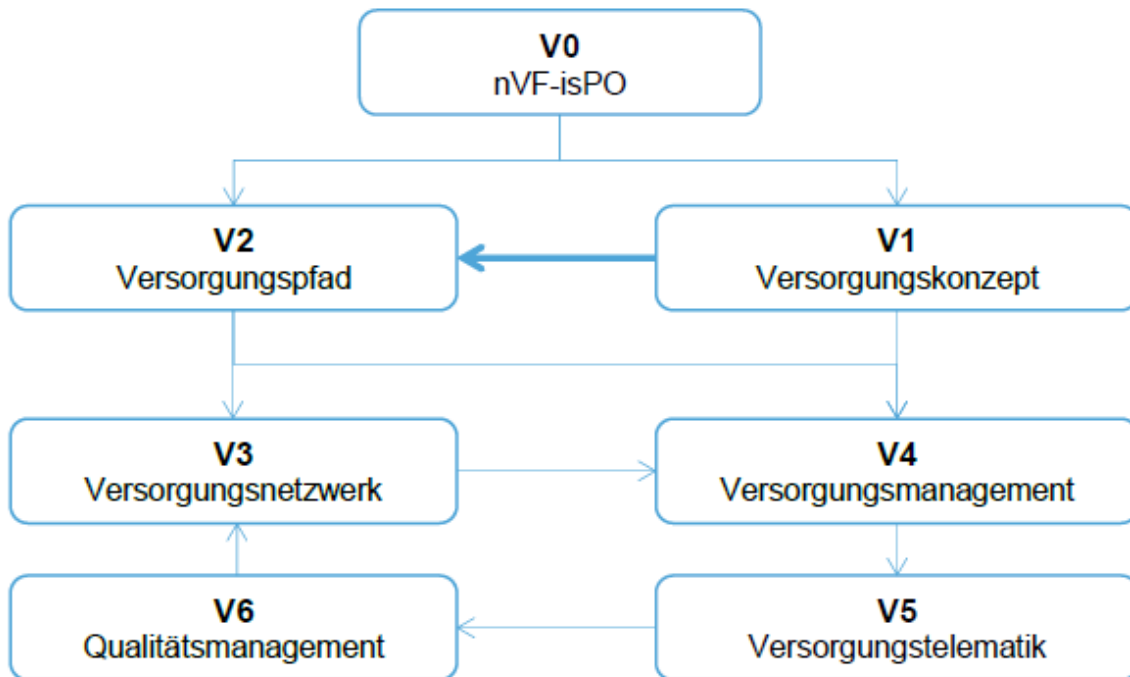 V0
nVF-isPO
V2
Versorgungspfad
V1
Versorgungskonzept
V3
Versorgungsnetzwerk
V4
Versorgungsmanagement
V6
Qualitätsmanagement
V5
Versorgungstelematik